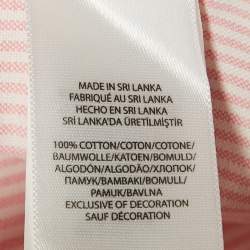 MADE IN SRI LANKA
FABRIQUÉ AU SRI LANKA
HECHO EN SRI LANKA
SRİ LANKA'DA ÜRETİLMİŞTİR
100% COTTON/COTON/COTONE/
BAUMWOLLE/KATOEN/BOMULD/
ALGODÓN/ALGODÃO/ХЛОПОК/
ПАМУК/BAMBAKI/BOMULL/
PAMUK/BAVLNA
EXCLUSIVE OF DECORATION
SAUF DÉCORATION